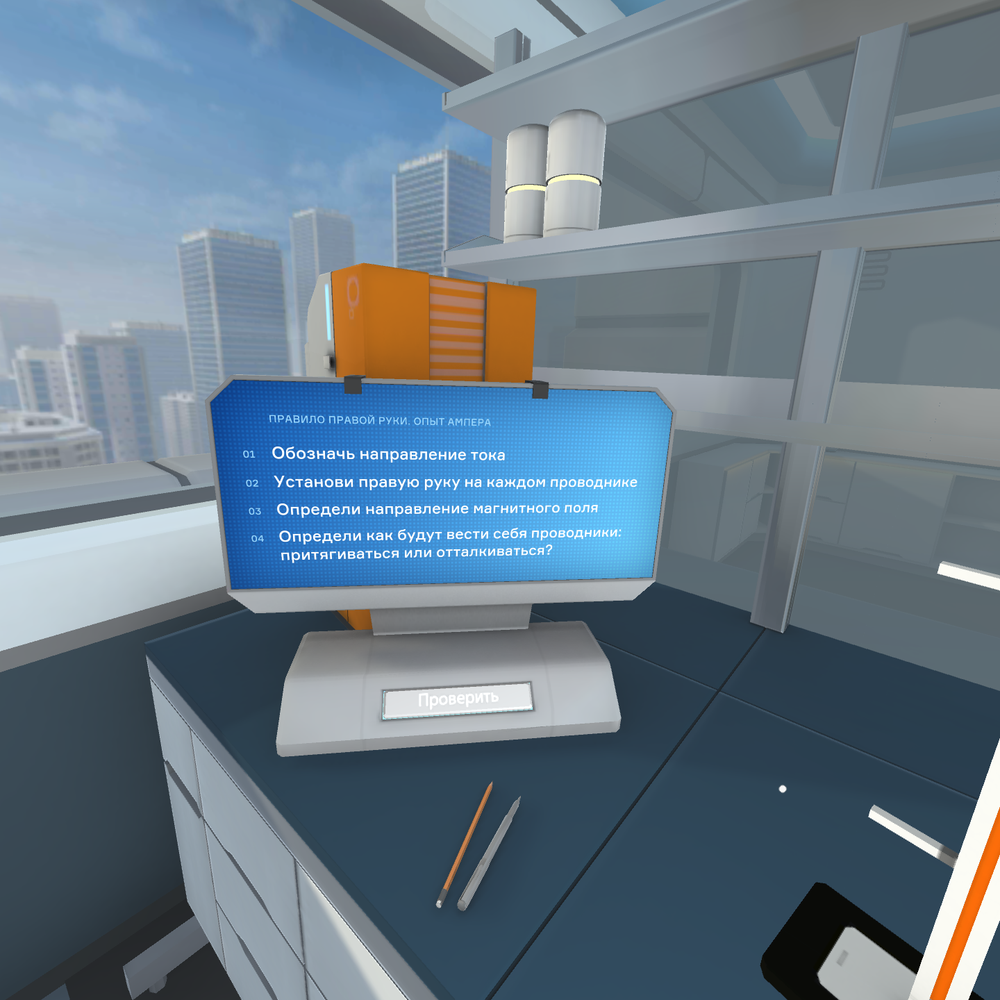 ПРАВИЛО ПРАВОЙ РУКИ. ОПЫТ АМПЕРА
01 Обозначь направление тока
02 Установи правую руку на каждом проводнике
03 Определи направление магнитного поля
04 Определи как будут вести себя проводники:
притягиваться или отталкиваться?
Проверить